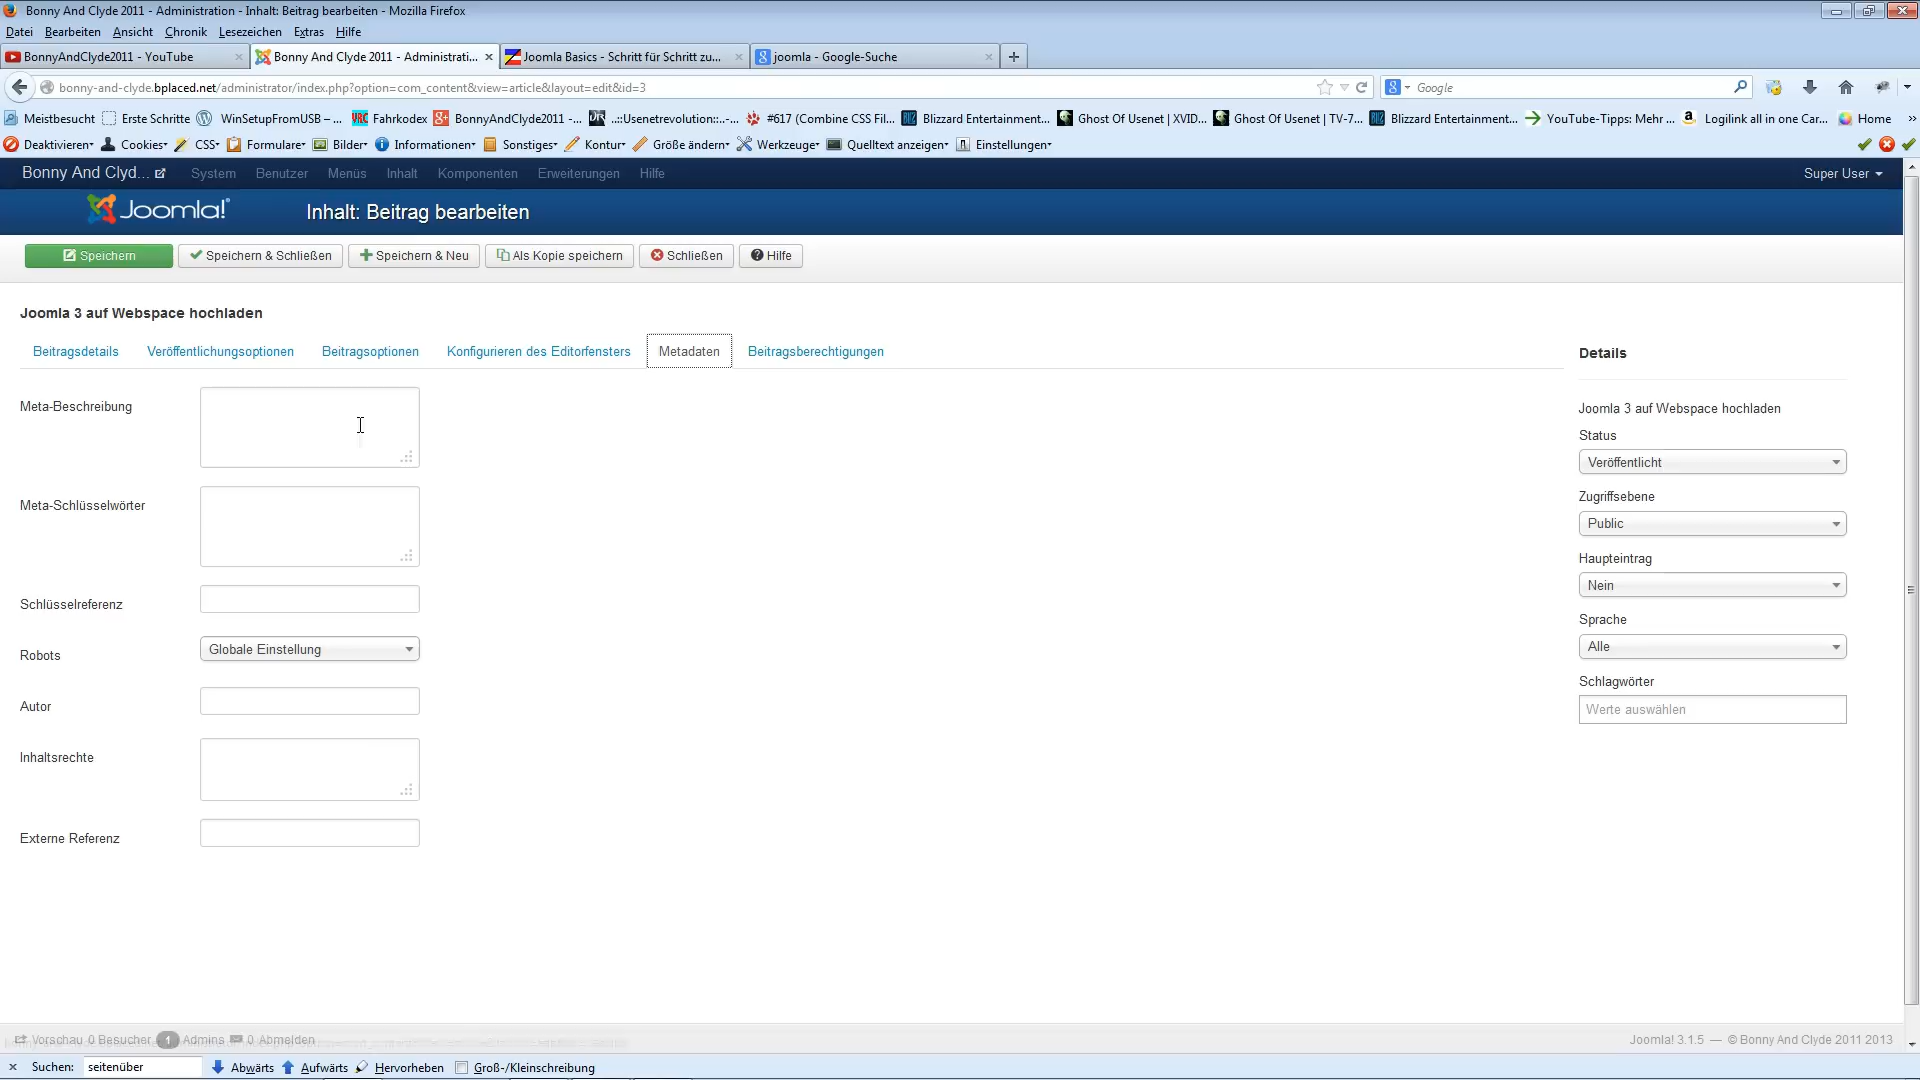 Bonny And Clyde 2011 - Administration - Inhalt: Beitrag bearbeiten - Mozilla Firefox
Datei Bearbeiten Ansicht Chronik Lesezeichen Extras Hilfe
BonnyAndClyde2011 - YouTube
Bonny And Clyde 2011 - Administrati...
Joomla Basics - Schritt für Schritt zu...
joomla - Google-Suche
bonny-and-clyde.bplaced.net/administrator/index.php?option=com_content&view=article&layout=edit&id=3
Google
Meistbesucht Erste Schritte WinSetupFromUSB – ... Fahrkodex BonnyAndClyde2011 -... .::Usenetrevolution::..-... #617 (Combine CSS Fil... Blizzard Entertainment... Ghost Of Usenet | XVID... Ghost Of Usenet | TV-7... Blizzard Entertainment... YouTube-Tipps: Mehr ... Logilink all in one Car... Home »
Deaktivieren Cookies CSS Formulare Bilder Informationen Sonstiges Kontur Größe ändern Werkzeuge Quelltext anzeigen Einstellungen
Bonny And Clyd... System Benutzer Menüs Inhalt Komponenten Erweiterungen Hilfe Super User
Joomla! Inhalt: Beitrag bearbeiten
Speichern Speichern & Schließen Speichern & Neu Als Kopie speichern Schließen Hilfe
Joomla 3 auf Webspace hochladen
Beitragsdetails Veröffentlichungsoptionen Beitragsoptionen Konfigurieren des Editorfensters Metadaten Beitragsberechtigungen
Meta-Beschreibung
Meta-Schlüsselwörter
Schlüsselreferenz
Robots Globale Einstellung
Autor
Inhaltsrechte
Externe Referenz
Details
Joomla 3 auf Webspace hochladen
Status
Veröffentlicht
Zugriffsebene
Public
Haupteintrag
Nein
Sprache
Alle
Schlagwörter
Werte auswählen
Vorschau 0 Besucher 1 Admins 0 Abmelden
Joomla! 3.1.5 — © Bonny And Clyde 2011 2013
Suchen: seitenüber Abwärts Aufwärts Hervorheben Groß-/Kleinschreibung